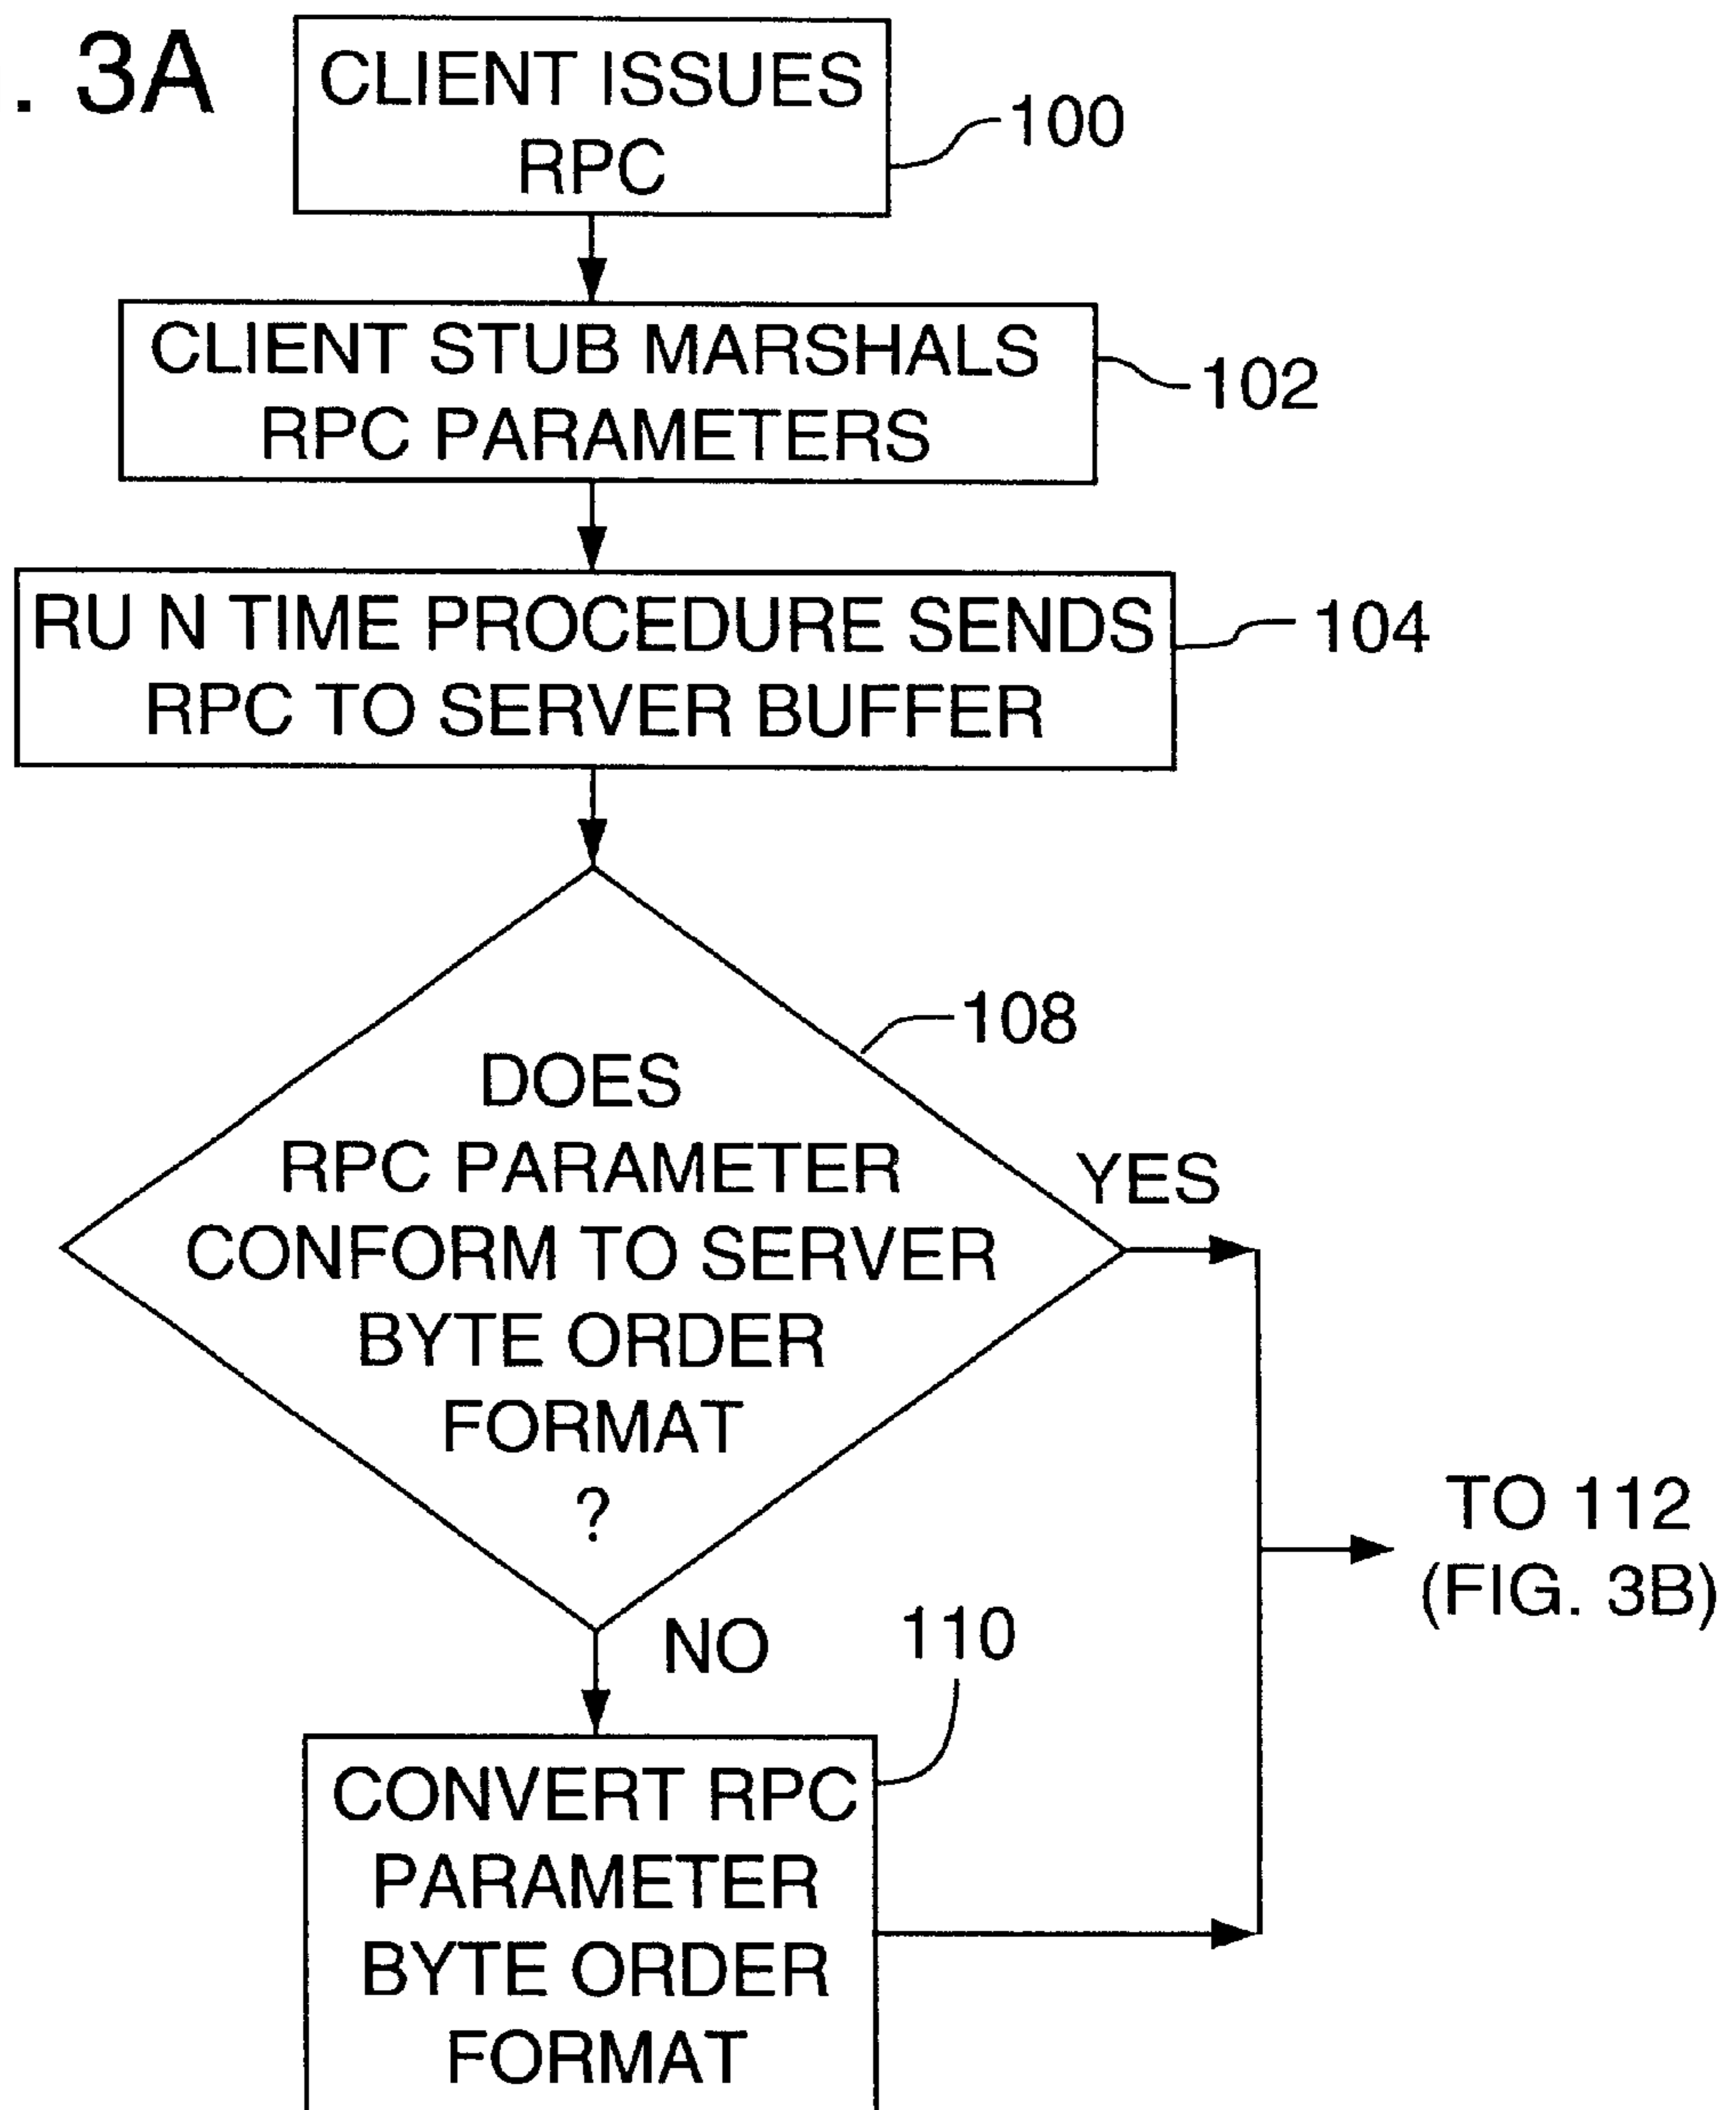 . 3A
CLIENT ISSUES
RPC
100
CLIENT STUB MARSHALS
RPC PARAMETERS
102
RU N TIME PROCEDURE SENDS
RPC TO SERVER BUFFER
104
108
DOES
RPC PARAMETER
CONFORM TO SERVER
BYTE ORDER
FORMAT
?
YES
TO 112
(FIG. 3B)
NO
110
CONVERT RPC
PARAMETER
BYTE ORDER
FORMAT